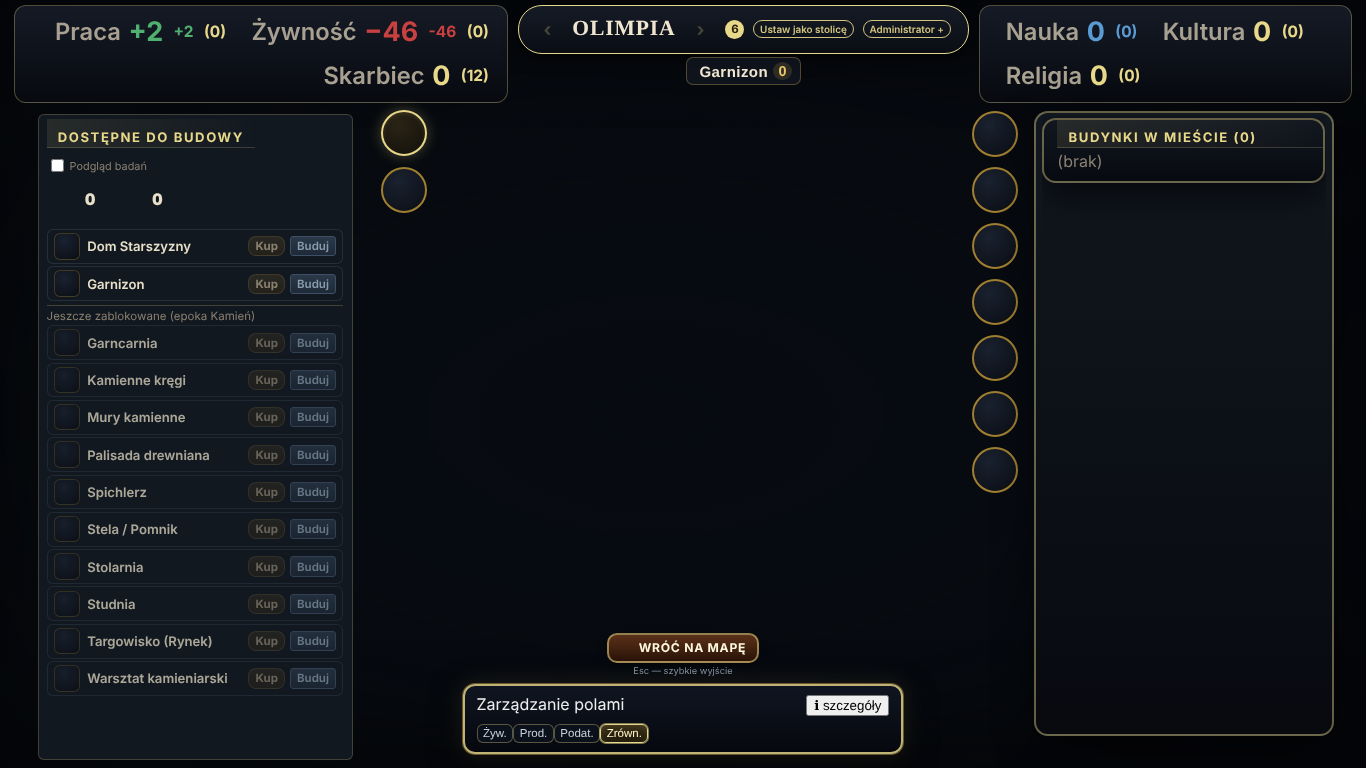 Praca +2 +2 (0) Żywność −46 -46 (0)
Skarbiec 0 (12)
‹ OLIMPIA › 6 Ustaw jako stolicę Administrator +
Garnizon 0
Nauka 0 (0) Kultura 0 (0)
Religia 0 (0)
DOSTĘPNE DO BUDOWY
Podgląd badań
0 0
Dom Starszyzny Kup Buduj
Garnizon Kup Buduj
Jeszcze zablokowane (epoka Kamień)
Garncarnia Kup Buduj
Kamienne kręgi Kup Buduj
Mury kamienne Kup Buduj
Palisada drewniana Kup Buduj
Spichlerz Kup Buduj
Stela / Pomnik Kup Buduj
Stolarnia Kup Buduj
Studnia Kup Buduj
Targowisko (Rynek) Kup Buduj
Warsztat kamieniarski Kup Buduj
BUDYNKI W MIEŚCIE (0)
(brak)
WRÓĆ NA MAPĘ
Esc — szybkie wyjście
Zarządzanie polami
ℹ szczegóły
Żyw. Prod. Podat. Zrówn.